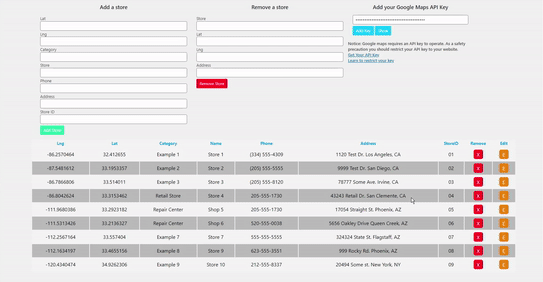 Add a store
Lat
Lng
Category
Store
Phone
Address
Store ID
Add Store
Remove a store
Store
Lat
Lng
Address
Remove Store
Add your Google Maps API Key
Add key Show
Notice: Google maps requires an API key to operate. As a safety
precaution you should restrict your API key to your website.
Get Your API Key
Learn to restrict your key
Lng Lat Category Name Phone Address StoreID Remove Edit
-86.2570464 32.412655 Example 1 Store 1 (334) 555-4309 1120 Test Dr. Los Angeles, CA 01 X E
-87.5481612 33.1953357 Example 2 Store 2 (205) 555-5555 9999 Test Dr. San Diego, CA 02 X E
-86.7866806 33.514011 Example 3 Store 3 (205) 555-8120 78777 Some Ave. Irvine, CA 03 X E
-86.8042624 33.3153462 Retail Store Store 4 205-555-1730 43243 Retail Dr. San Clemente, CA 04 X E
-111.9680386 33.2923182 Repair Center Shop 5 205-555-1730 17054 Straight St. Phoenix, AZ 05 X E
-111.5313426 33.2136327 Repair Center Shop 6 520-555-0038 5656 Oakley Drive Queen Creek, AZ 06 X E
-112.2567164 33.557404 Example 7 Store 7 555-555-5555 324324 State St. Flagstaff, AZ 07 X E
-112.1634197 33.4655156 Example 8 Store 9 623-555-3551 999 Rocky Rd. Phoenix, AZ 08 X E
-120.4340474 34.9262306 Example 9 Store 10 212-555-8337 20494 Some st. New York, NY 09 X E